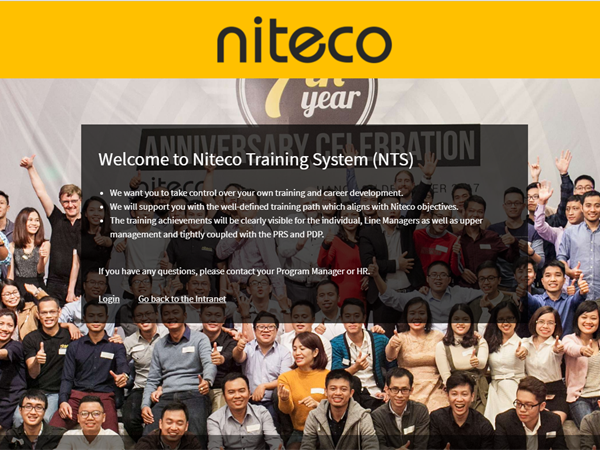 niteco
7th
year
ANNIVERSARY CELEBRATION
Welcome to Niteco Training System (NTS)
niteco
We want you to take control over your own training and career development.
We will support you with the well-defined training path which aligns with Niteco objectives.
The training achievements will be clearly visible for the individual, Line Managers as well as upper
management and tightly coupled with the PRS and PDP.
If you have any questions, please contact your Program Manager or HR.
Login Go back to the Intranet